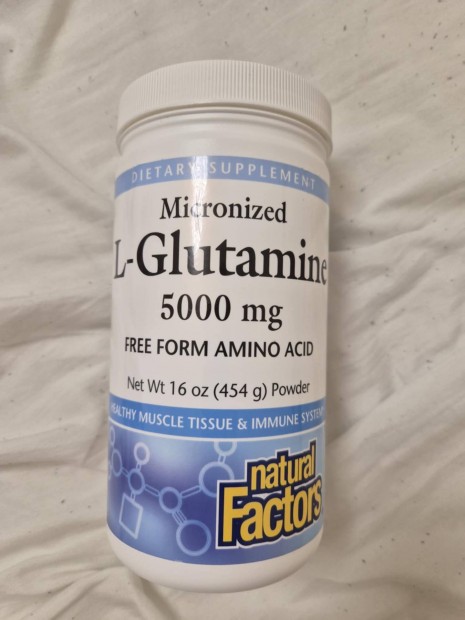 DIETARY SUPPLEMENT
Micronized
L-Glutamine
5000 mg
FREE FORM AMINO ACID
Net Wt 16 oz (454 g) Powder
HEALTHY MUSCLE TISSUE & IMMUNE SYSTEM
natural
Factors